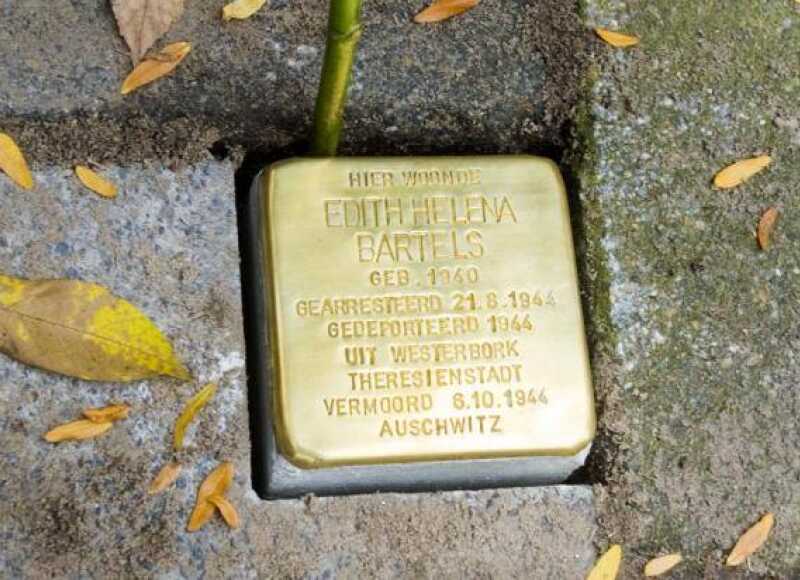 HIER WOONDE
EDITH HELENA
BARTELS
GEB. 1940
GEARRESTEERD 21.8.1944
GEDEPORTEERD 1944
UIT WESTERBORK
THERESIENSTADT
VERMOORD 6.10.1944
AUSCHWITZ